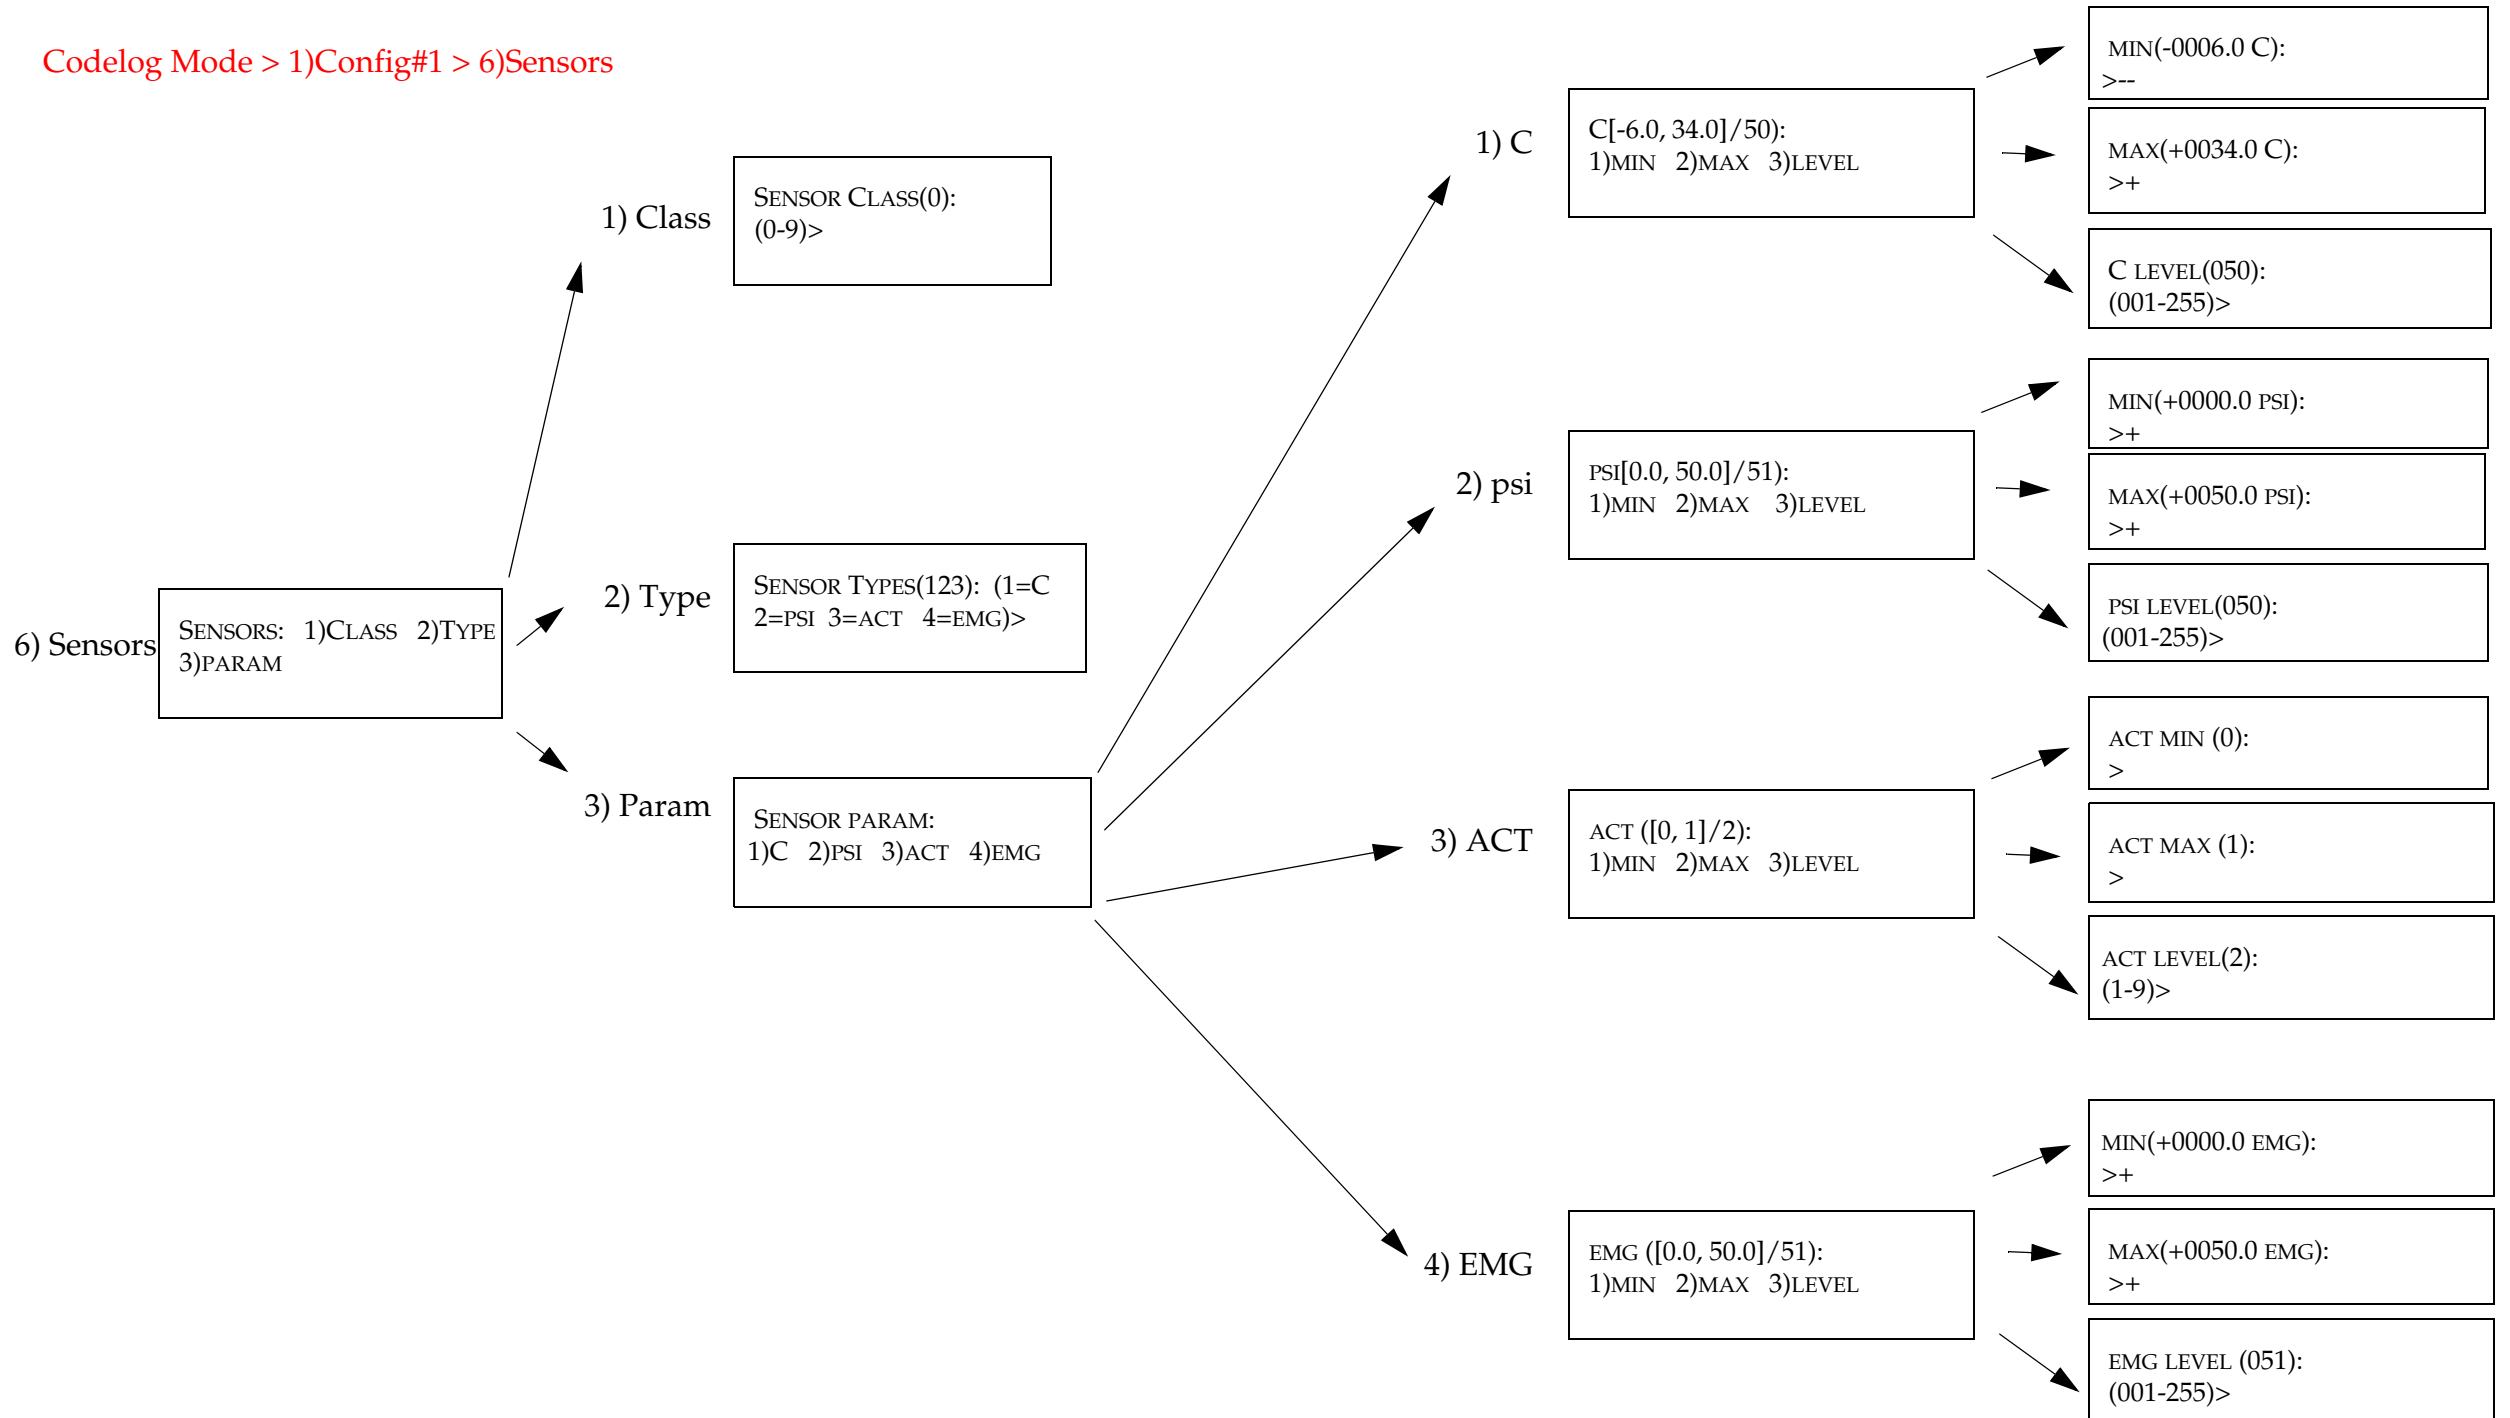 Codelog Mode > 1)Config#1 > 6)Sensors
6) Sensors
SENSORS: 1)CLASS 2)TYPE
3)PARAM
1) Class
SENSOR CLASS(0):
(0-9)>
2) Type
SENSOR TYPES(123): (1=C
2=PSI 3=ACT 4=EMG)>
3) Param
SENSOR PARAM:
1)C 2)PSI 3)ACT 4)EMG
1) C
C[-6.0, 34.0]/50):
1)MIN 2)MAX 3)LEVEL
MIN(-0006.0 C):
>--
MAX(+0034.0 C):
>+
C LEVEL(050):
(001-255)>
2) psi
PSI[0.0, 50.0]/51):
1)MIN 2)MAX 3)LEVEL
MIN(+0000.0 PSI):
>+
MAX(+0050.0 PSI):
>+
PSI LEVEL(050):
(001-255)>
3) ACT
ACT ([0, 1]/2):
1)MIN 2)MAX 3)LEVEL
ACT MIN (0):
>
ACT MAX (1):
>
ACT LEVEL(2):
(1-9)>
4) EMG
EMG ([0.0, 50.0]/51):
1)MIN 2)MAX 3)LEVEL
MIN(+0000.0 EMG):
>+
MAX(+0050.0 EMG):
>+
EMG LEVEL (051):
(001-255)>